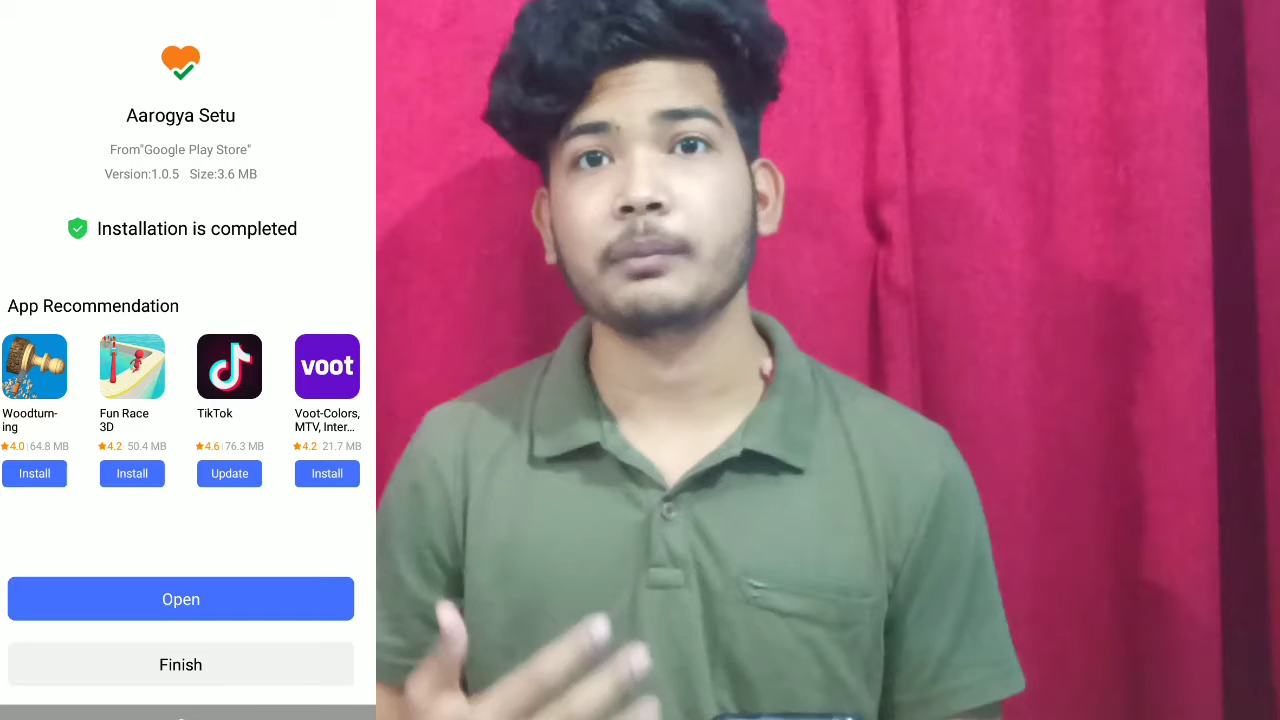 Aarogya Setu
From"Google Play Store"
Version:1.0.5 Size:3.6 MB
Installation is completed
App Recommendation
voot
Woodturn-
ing
Fun Race
3D
TikTok
Voot-Colors,
MTV, Inter...
4.0 64.8 MB
4.2 50.4 MB
4.6 76.3 MB
4.2 21.7 MB
Install
Install
Update
Install
Open
Finish